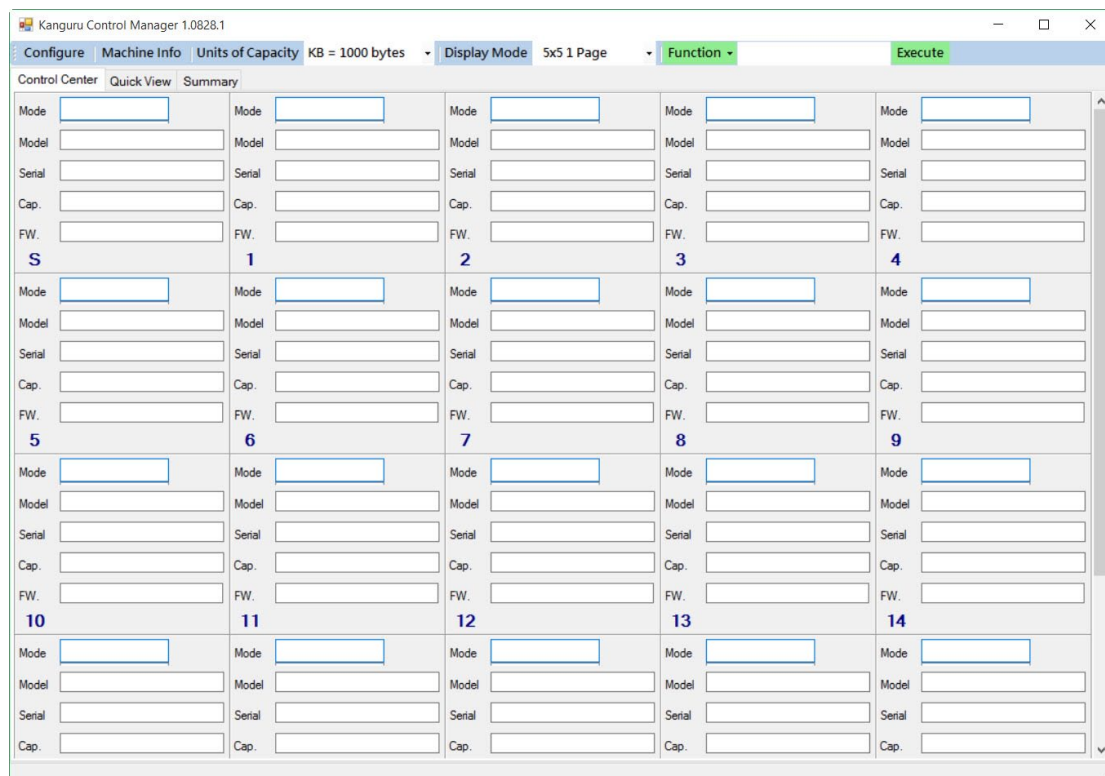 Kanguru Control Manager 1.0828.1
Configure Machine Info Units of Capacity KB = 1000 bytes Display Mode 5x5 1 Page Function Execute
Control Center Quick View Summary
Mode Mode Mode Mode Mode
Model Model Model Model Model
Serial Serial Serial Serial Serial
Cap. Cap. Cap. Cap. Cap.
FW. FW. FW. FW. FW.
S 1 2 3 4
Mode Mode Mode Mode Mode
Model Model Model Model Model
Serial Serial Serial Serial Serial
Cap. Cap. Cap. Cap. Cap.
FW. FW. FW. FW. FW.
5 6 7 8 9
Mode Mode Mode Mode Mode
Model Model Model Model Model
Serial Serial Serial Serial Serial
Cap. Cap. Cap. Cap. Cap.
FW. FW. FW. FW. FW.
10 11 12 13 14
Mode Mode Mode Mode Mode
Model Model Model Model Model
Serial Serial Serial Serial Serial
Cap. Cap. Cap. Cap. Cap.